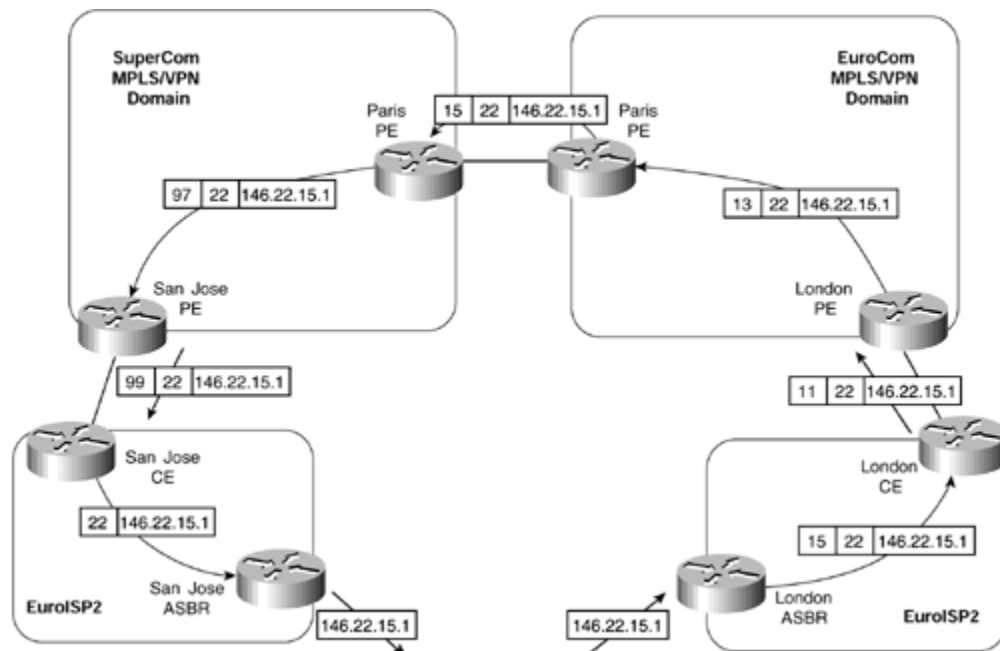 SuperCom
MPLS/VPN
Domain
EuroCom
MPLS/VPN
Domain
Paris
PE
15 22 146.22.15.1
Paris
PE
97 22 146.22.15.1
13 22 146.22.15.1
San Jose
PE
London
PE
99 22 146.22.15.1
11 22 146.22.15.1
San Jose
CE
London
CE
22 146.22.15.1
15 22 146.22.15.1
San Jose
ASBR
EuroISP2
146.22.15.1
146.22.15.1
London
ASBR
EuroISP2